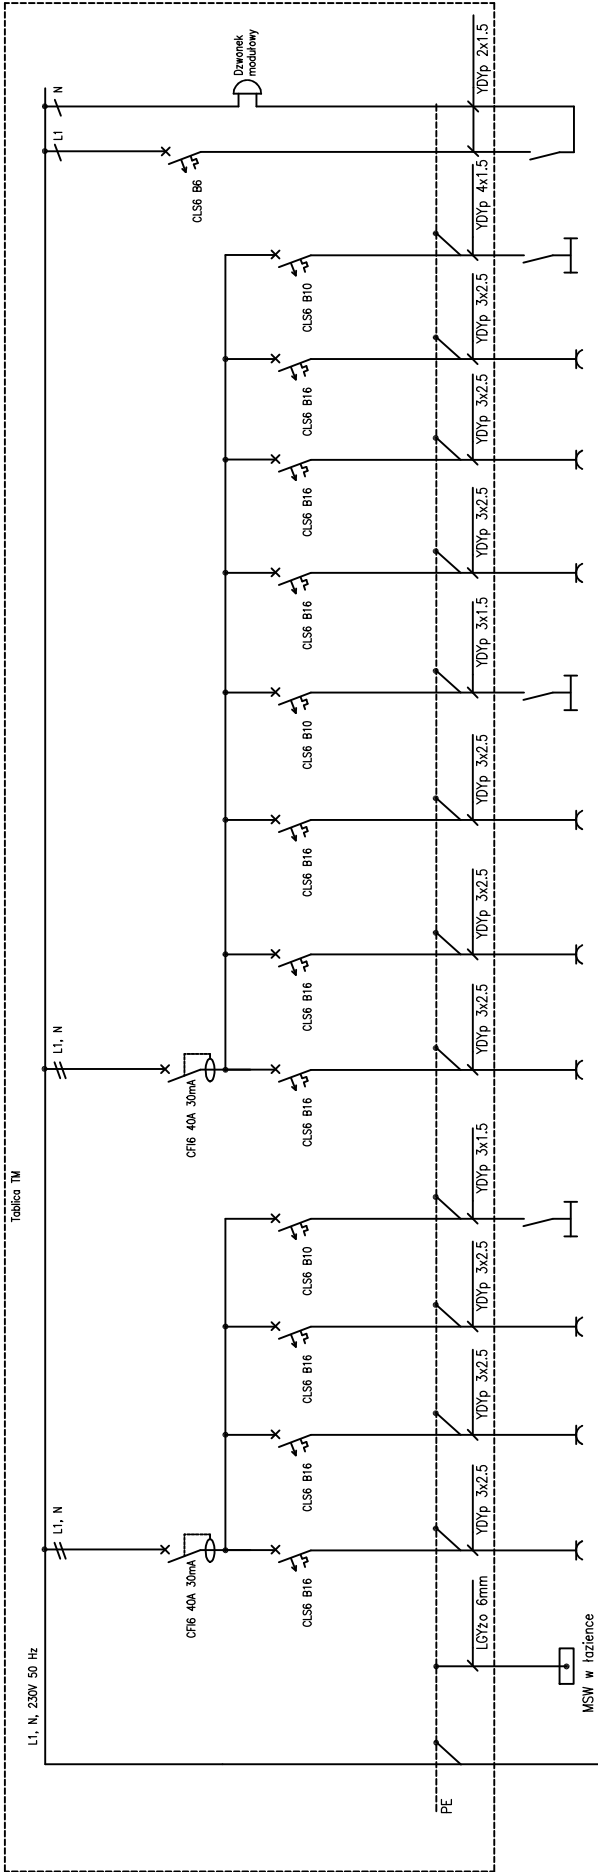 Tablica TM
L1, N, 230V 50 Hz
PE
LGYżo 6mm
MSW w łazience
L1, N
CFI6 40A 30mA
CLS6 B16
YDYp 3x2.5
CLS6 B16
YDYp 3x2.5
CLS6 B16
YDYp 3x2.5
CLS6 B10
YDYp 3x1.5
L1, N
CFI6 40A 30mA
CLS6 B16
YDYp 3x2.5
CLS6 B16
YDYp 3x2.5
CLS6 B16
YDYp 3x2.5
CLS6 B10
YDYp 3x1.5
CLS6 B16
YDYp 3x2.5
CLS6 B16
YDYp 3x2.5
CLS6 B16
YDYp 3x2.5
CLS6 B10
YDYp 4x1.5
L1
CLS6 B6
N
Dzwonek
modułowy
YDYp 2x1.5